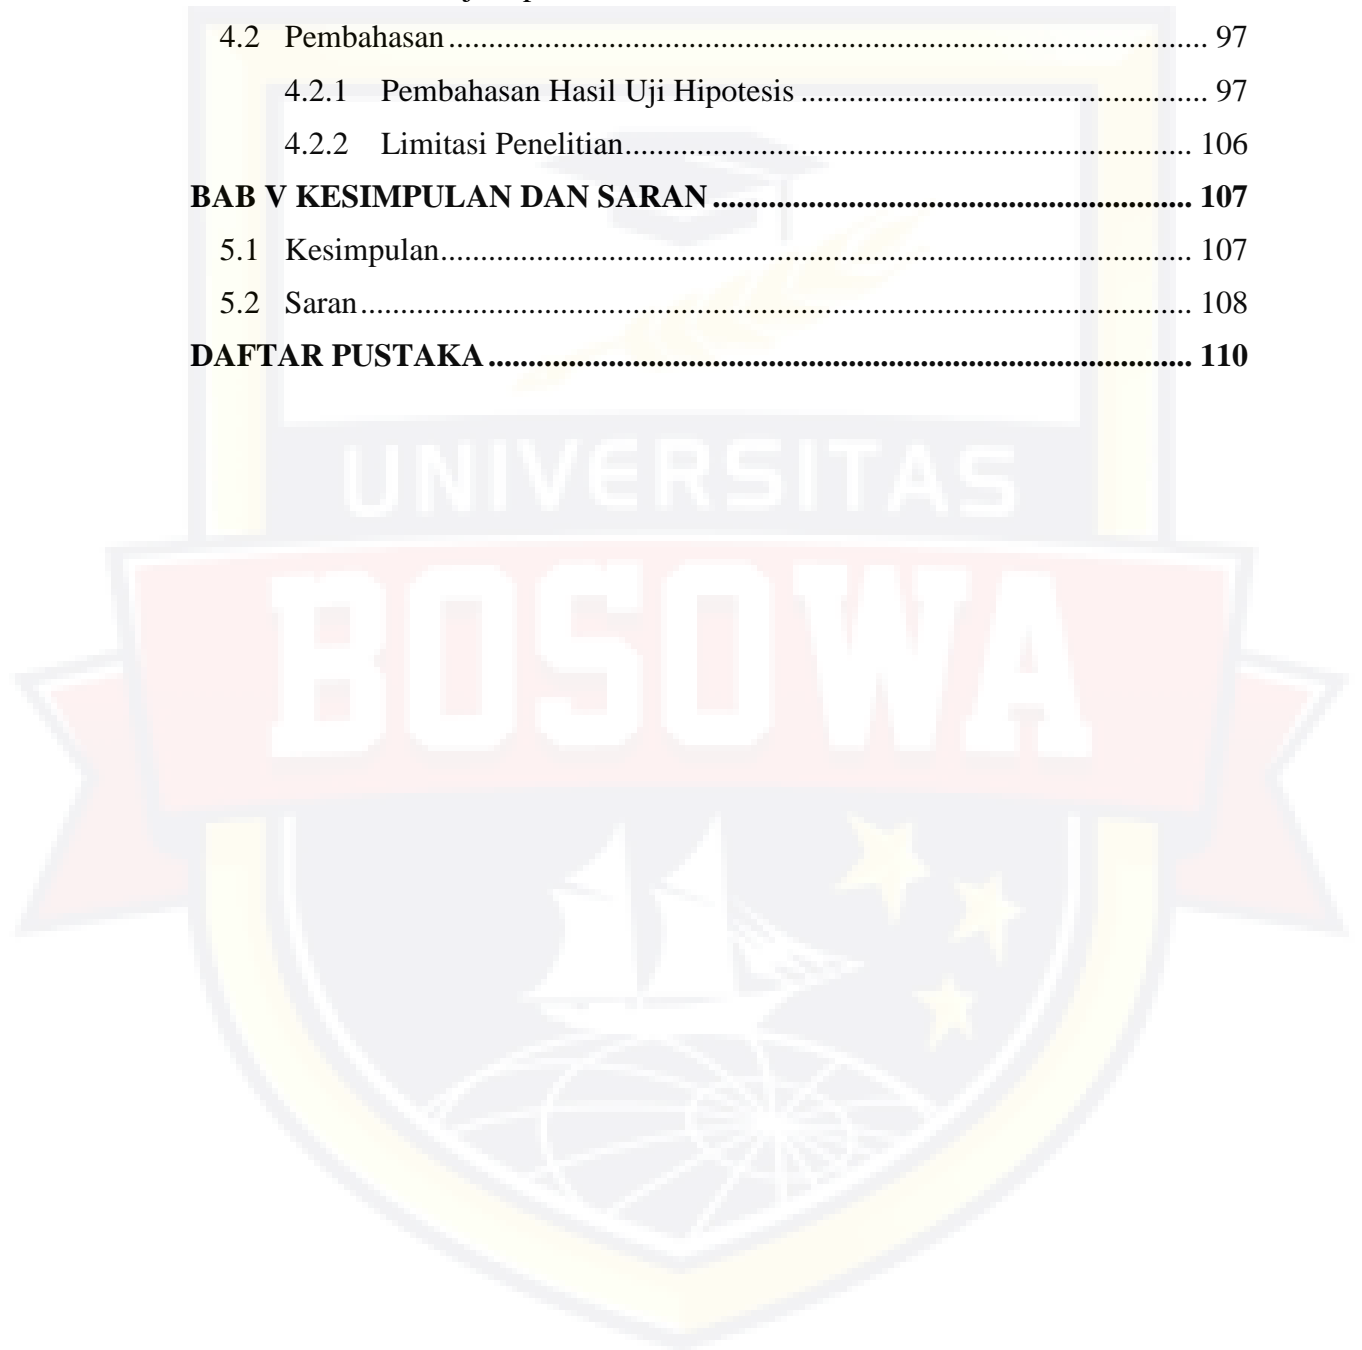 4.2 Pembahasan........................................................................................ 97
4.2.1 Pembahasan Hasil Uji Hipotesis .................................................. 97
4.2.2 Limitasi Penelitian..................................................................... 106
BAB V KESIMPULAN DAN SARAN ......................................................... 107
5.1 Kesimpulan....................................................................................... 107
5.2 Saran ................................................................................................ 108
DAFTAR PUSTAKA ................................................................................. 110
UNIVERSITAS
BOSOWA